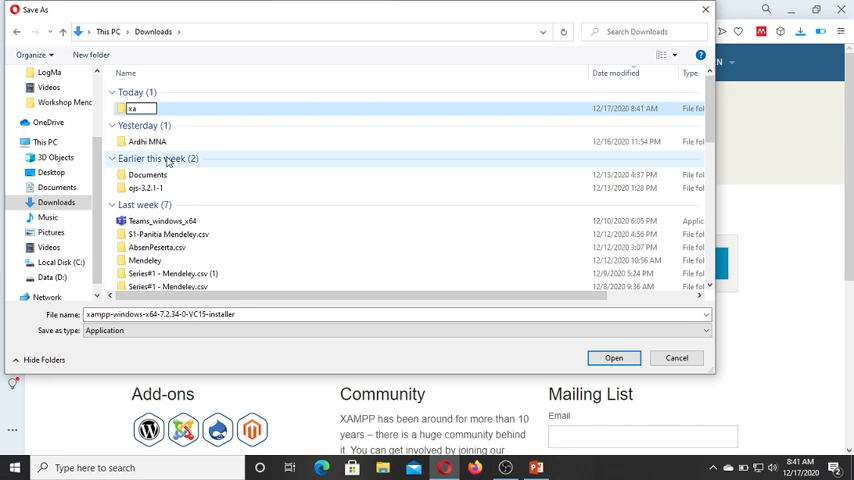 Save As
This PC > Downloads >
Search Downloads
Organize
New folder
Name
Date modified
Type
LogMa
Videos
Workshop Menc
OneDrive
This PC
3D Objects
Desktop
Documents
Downloads
Music
Pictures
Videos
Local Disk (C:)
Data (D:)
Network
Today (1)
xa
12/17/2020 8:41 AM
File fol
Yesterday (1)
Ardhi MNA
12/16/2020 11:54 PM
File fol
Earlier this week (2)
Documents
12/13/2020 4:37 PM
File fol
ojs-3.2.1-1
12/13/2020 1:28 PM
File fol
Last week (7)
Teams_windows_x64
12/10/2020 6:05 PM
Applic
S1-Panitia Mendeley.csv
12/12/2020 4:56 PM
File fol
AbsenPeserta.csv
12/12/2020 3:07 PM
File fol
Mendeley
12/12/2020 10:56 AM
File fol
Series#1 - Mendeley.csv (1)
12/9/2020 5:24 PM
File fol
Series#1 - Mendeley.csv
12/8/2020 9:36 AM
File fol
File name:
xampp-windows-x64-7.2.34-0-VC15-installer
Save as type:
Application
Hide Folders
Open
Cancel
N
Add-ons
Community
XAMPP has been around for more than 10
years – there is a huge community behind
it. You can get involved by joining our
Mailing List
Email
Type here to search
8:41 AM
12/17/2020
2